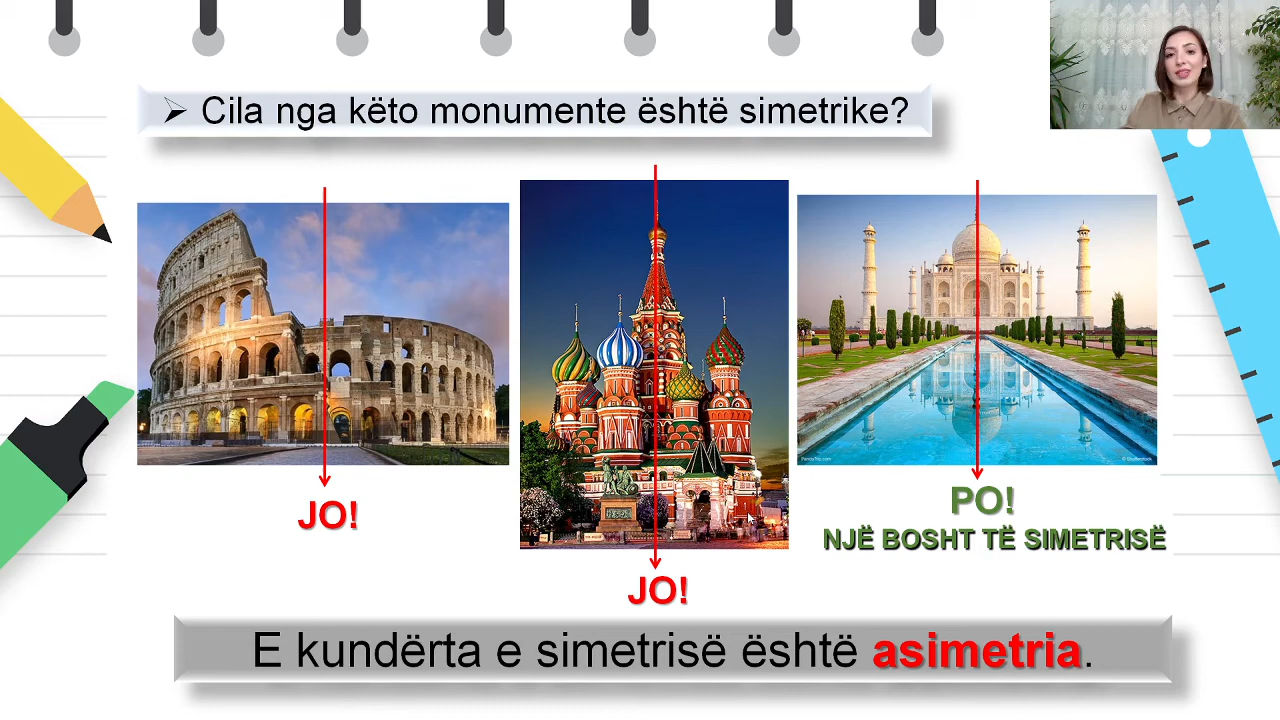 Cila nga këto monumente është simetrike?
JO!
JO!
PO!
NJË BOSHT TË SIMETRISË
E kundërta e simetrisë është asimetria.